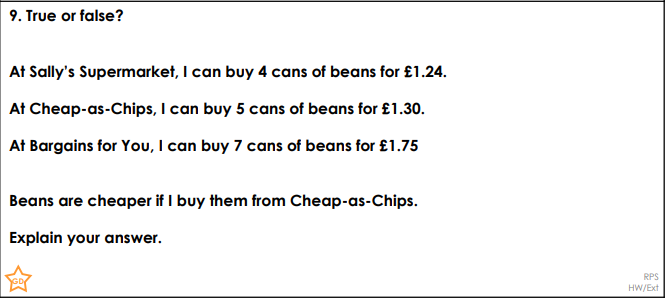 9. True or false?
At Sally's Supermarket, I can buy 4 cans of beans for £1.24.
At Cheap-as-Chips, I can buy 5 cans of beans for £1.30.
At Bargains for You, I can buy 7 cans of beans for £1.75
Beans are cheaper if I buy them from Cheap-as-Chips.
Explain your answer.
GD
RPS
HW/Ext